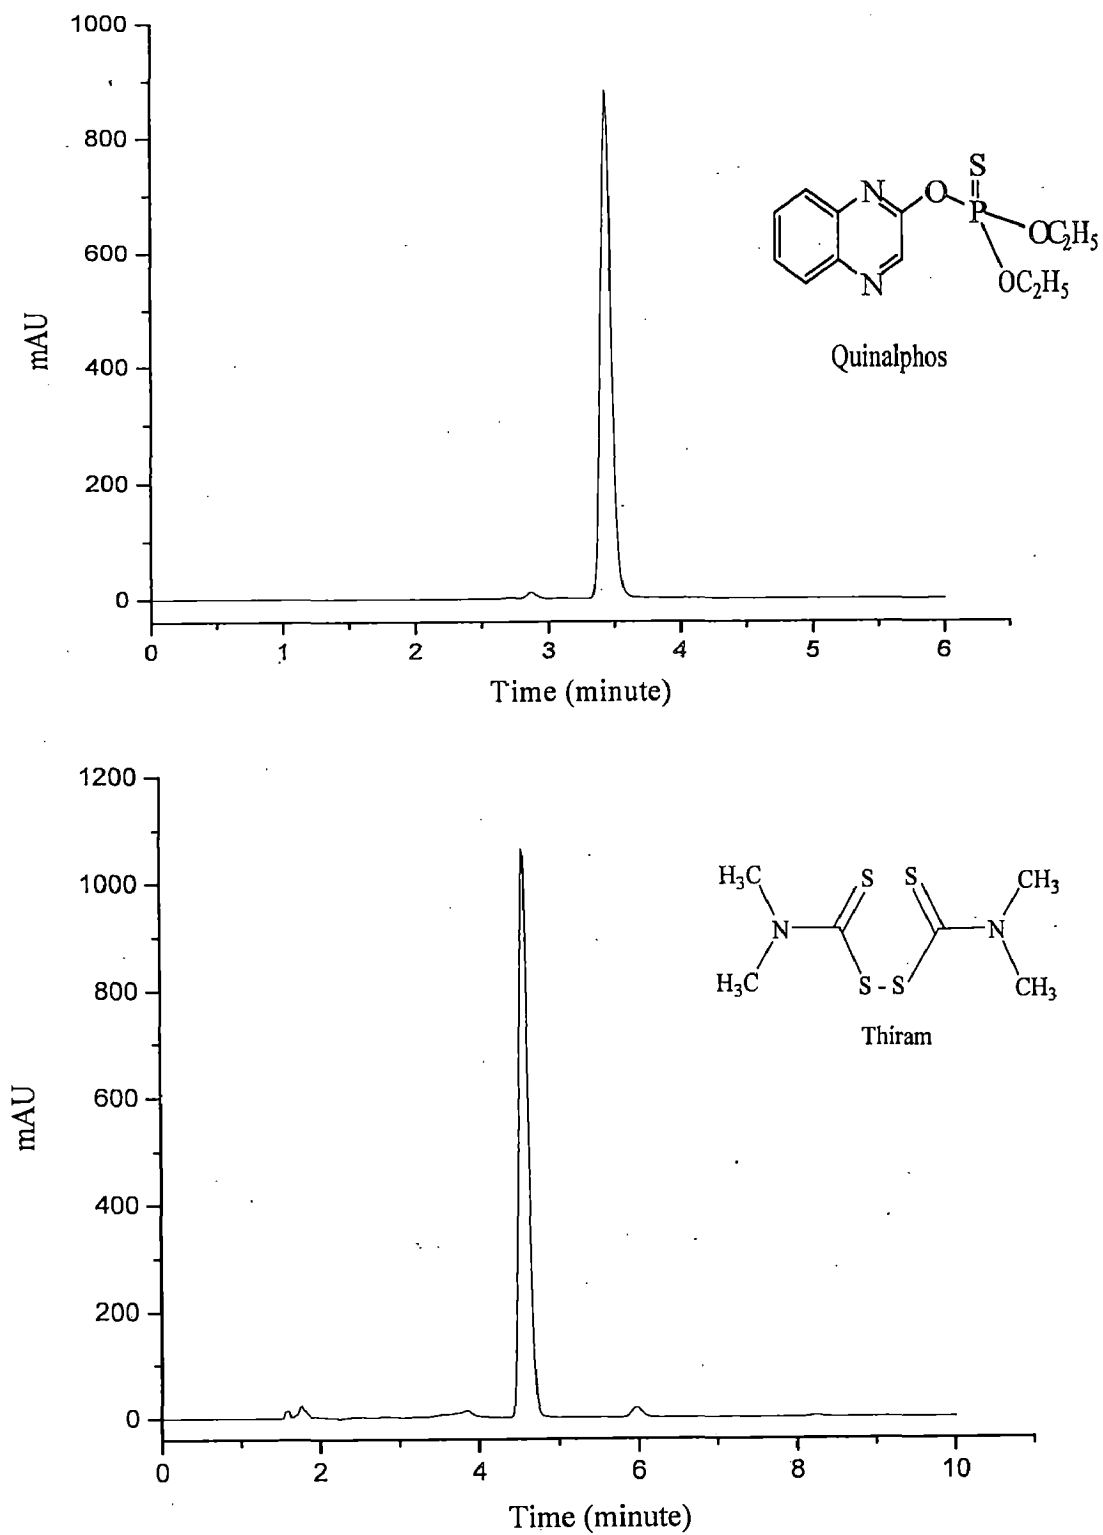 1000
800
600
400
200
0
mAU
0 1 2 3 4 5 6
Time (minute)
N
N
O
S
P
OC₂H₅
OC₂H₅
Quinalphos
1200
1000
800
600
400
200
0
mAU
0 2 4 6 8 10
Time (minute)
H₃C S S CH₃
N N
H₃C S - S CH₃
Thiram